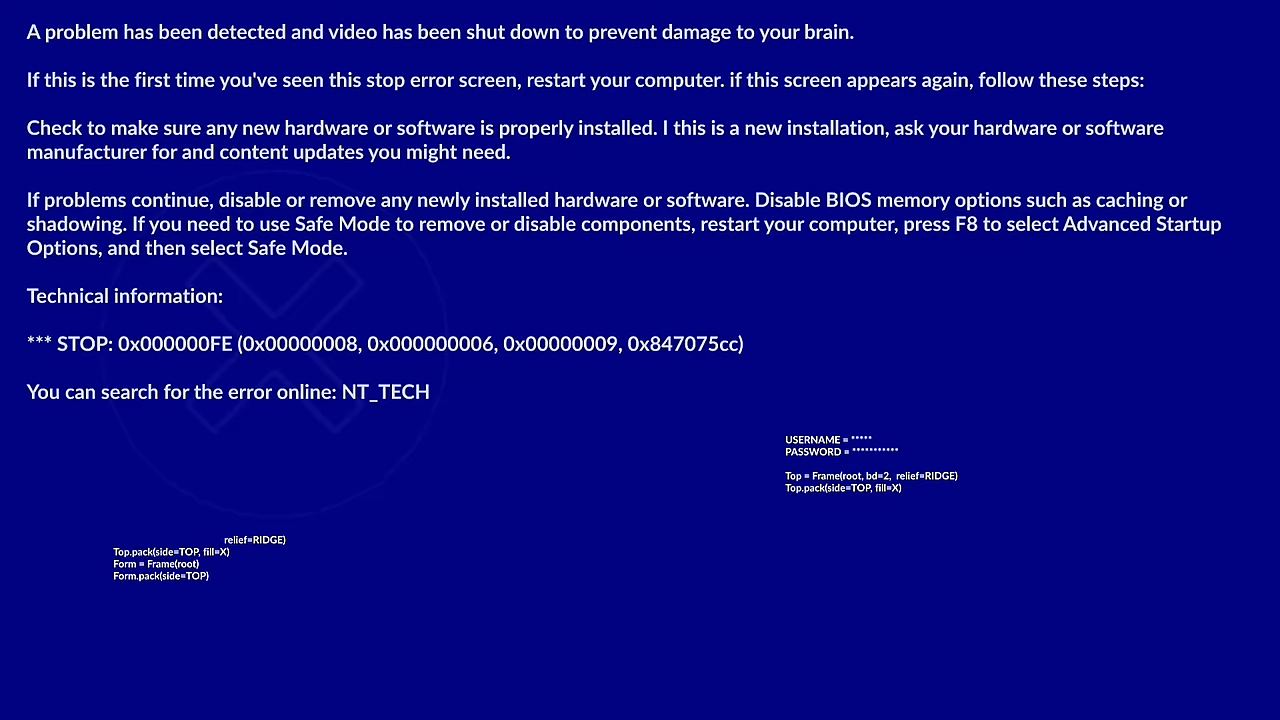 A problem has been detected and video has been shut down to prevent damage to your brain.
If this is the first time you've seen this stop error screen, restart your computer. if this screen appears again, follow these steps:
Check to make sure any new hardware or software is properly installed. I this is a new installation, ask your hardware or software
manufacturer for and content updates you might need.
If problems continue, disable or remove any newly installed hardware or software. Disable BIOS memory options such as caching or
shadowing. If you need to use Safe Mode to remove or disable components, restart your computer, press F8 to select Advanced Startup
Options, and then select Safe Mode.
Technical information:
*** STOP: 0x000000FE (0x00000008, 0x000000006, 0x00000009, 0x847075cc)
You can search for the error online: NT_TECH
USERNAME = *****
PASSWORD = ***********
Top = Frame(root, bd=2, relief=RIDGE)
Top.pack(side=TOP, fill=X)
relief=RIDGE)
Top.pack(side=TOP, fill=X)
Form = Frame(root)
Form.pack(side=TOP)